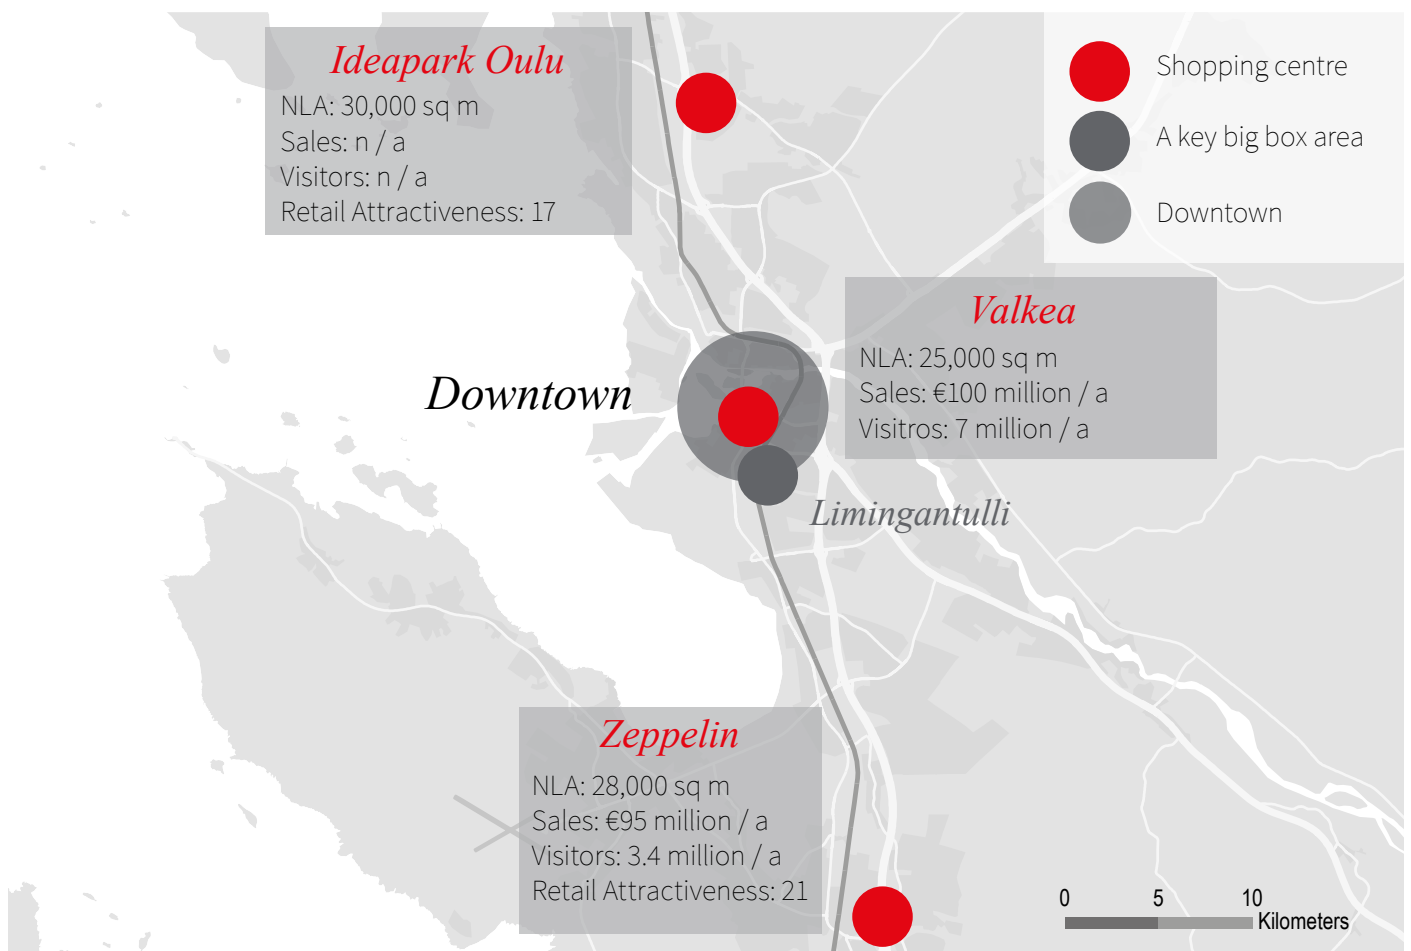 Ideapark Oulu
NLA: 30,000 sq m
Sales: n / a
Visitors: n / a
Retail Attractiveness: 17
Shopping centre
A key big box area
Downtown
Valkea
NLA: 25,000 sq m
Sales: €100 million / a
Visitros: 7 million / a
Downtown
Limingantulli
Zeppelin
NLA: 28,000 sq m
Sales: €95 million / a
Visitors: 3.4 million / a
Retail Attractiveness: 21
0 5 10
Kilometers